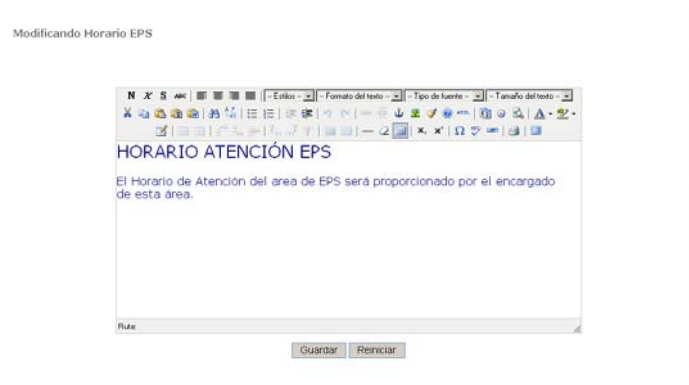 Modificando Horario EPS
N X S ABC – Estilos – – Formato del texto – – Tipo de fuente – – Tamaño del texto –
HORARIO ATENCIÓN EPS
El Horario de Atención del area de EPS será proporcionado por el encargado
de esta área.
Ruta:
Guardar Reiniciar